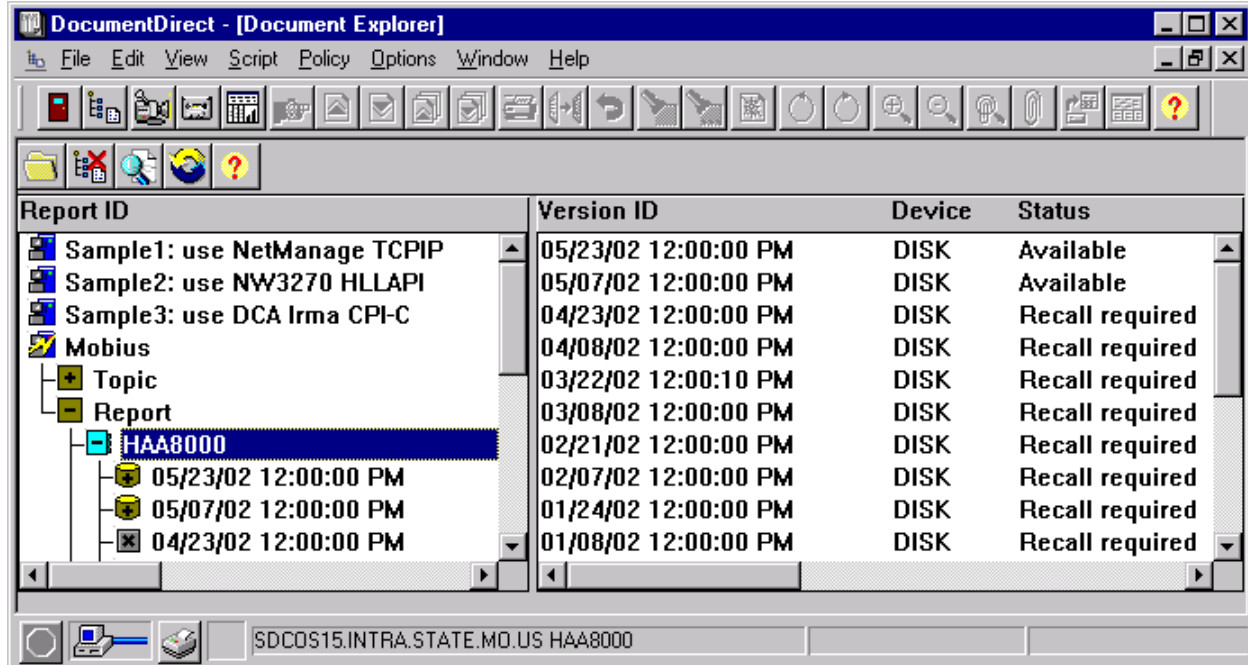 DocumentDirect - [Document Explorer]
File Edit View Script Policy Options Window Help
Report ID
Sample1: use NetManage TCPIP
Sample2: use NW3270 HLLAPI
Sample3: use DCA Irma CPI-C
Mobius
Topic
Report
HAA8000
05/23/02 12:00:00 PM
05/07/02 12:00:00 PM
04/23/02 12:00:00 PM
Version ID Device Status
05/23/02 12:00:00 PM DISK Available
05/07/02 12:00:00 PM DISK Available
04/23/02 12:00:00 PM DISK Recall required
04/08/02 12:00:00 PM DISK Recall required
03/22/02 12:00:10 PM DISK Recall required
03/08/02 12:00:00 PM DISK Recall required
02/21/02 12:00:00 PM DISK Recall required
02/07/02 12:00:00 PM DISK Recall required
01/24/02 12:00:00 PM DISK Recall required
01/08/02 12:00:00 PM DISK Recall required
SDCOS15.INTRA.STATE.MO.US HAA8000